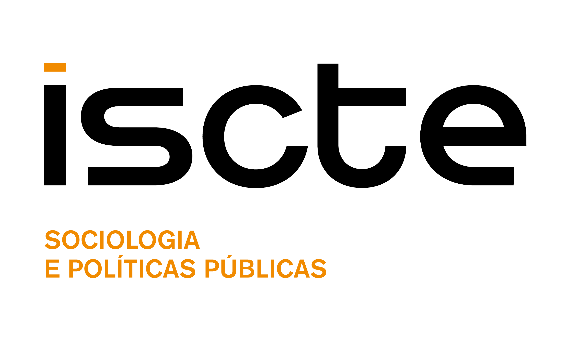 iscte
SOCIOLOGIA
E POLÍTICAS PÚBLICAS